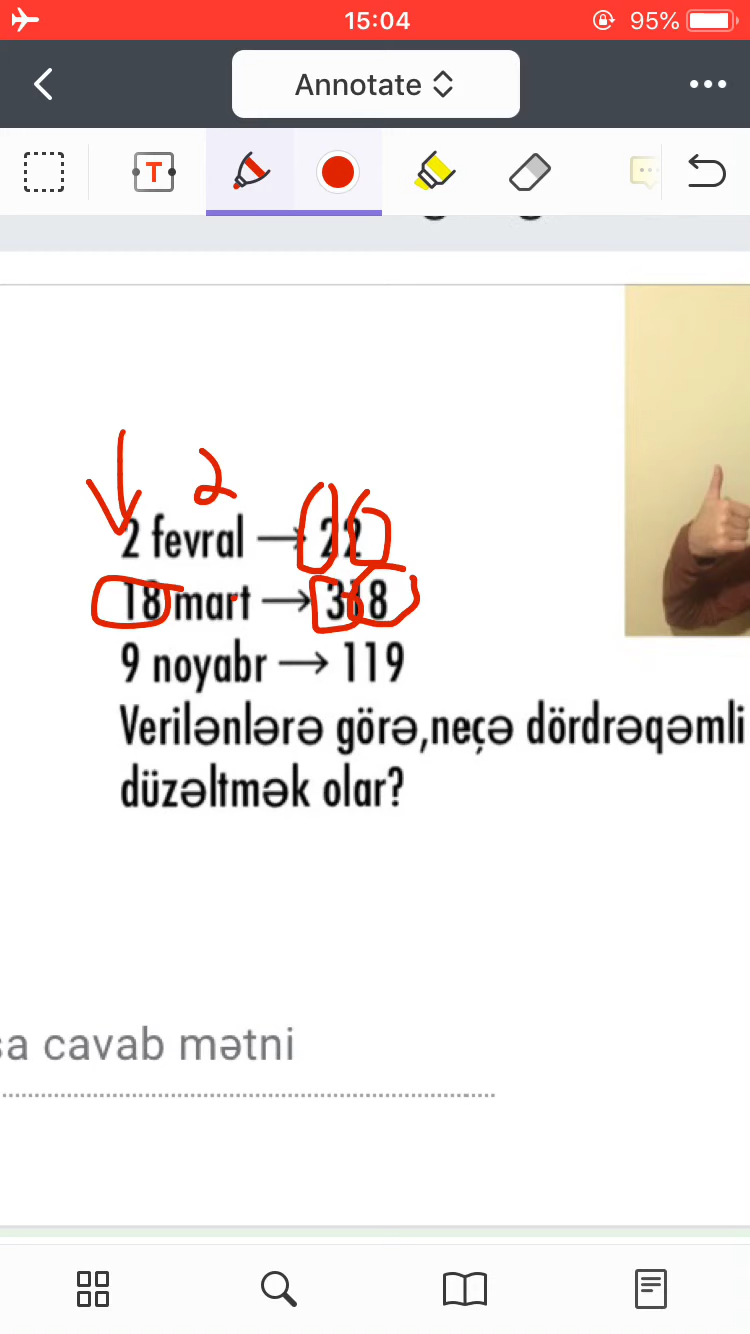 15:04
95%
Annotate
T
2
2 fevral → 22
18 mart → 318
9 noyabr → 119
Verilənlərə görə,neçə dördrəqəmli
düzəltmək olar?
sa cavab mətni